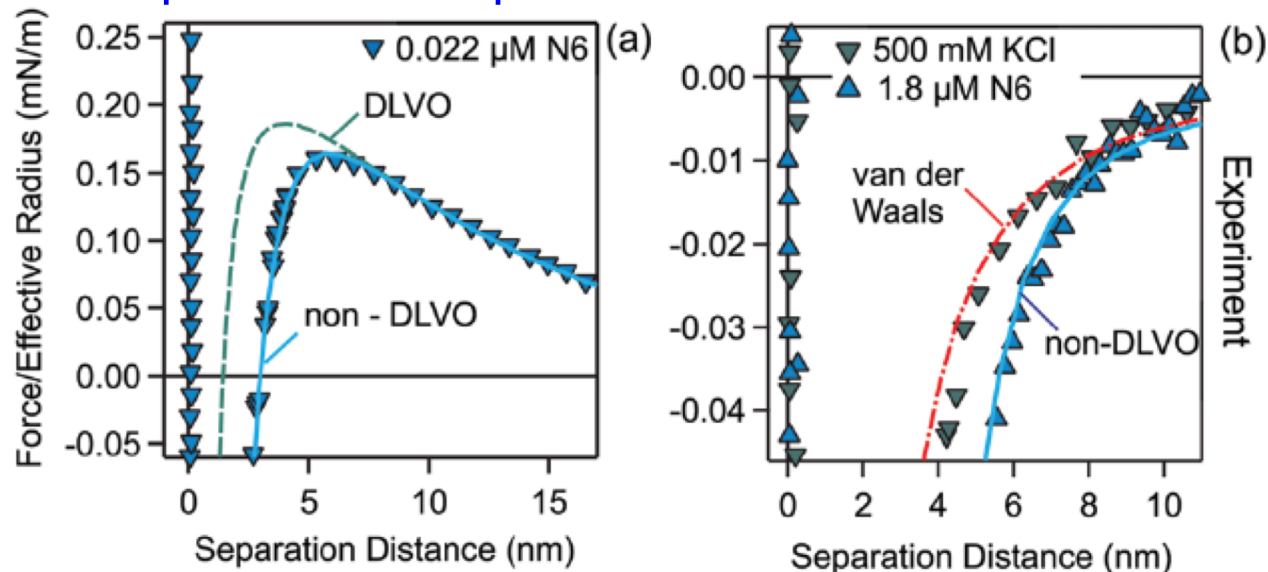 (a)
0.022 µM N6
DLVO
non - DLVO
0.25
0.20
0.15
0.10
0.05
0.00
-0.05
Force/Effective Radius (mN/m)
0 5 10 15
Separation Distance (nm)
(b)
500 mM KCl
1.8 µM N6
van der
Waals
non-DLVO
0.00
-0.01
-0.02
-0.03
-0.04
0 2 4 6 8 10
Separation Distance (nm)
Experiment